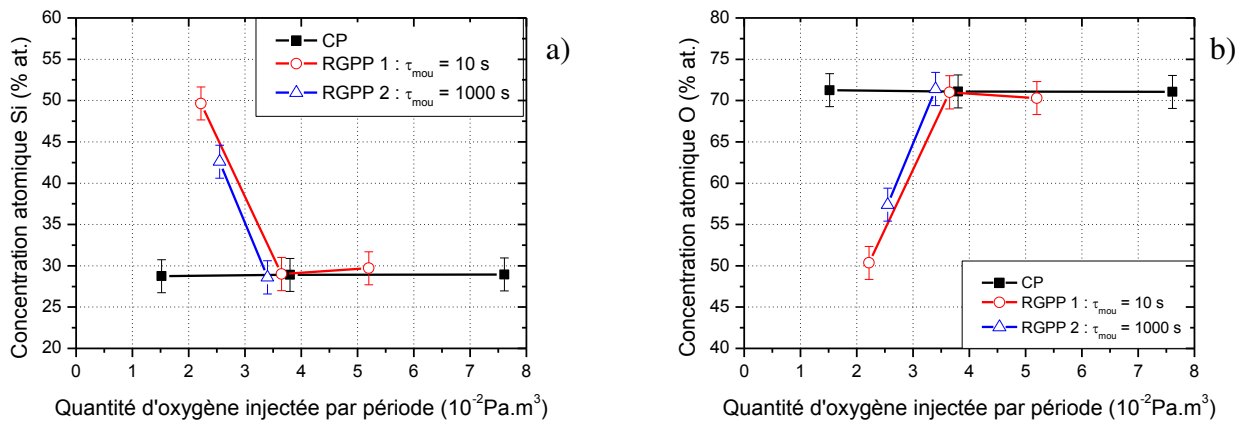 a)
Concentration atomique Si (% at.)
60
55
50
45
40
35
30
25
20
CP
RGPP 1 : τmou = 10 s
RGPP 2 : τmou = 1000 s
0 1 2 3 4 5 6 7 8
Quantité d'oxygène injectée par période (10⁻²Pa.m³)
b)
Concentration atomique O (% at.)
80
75
70
65
60
55
50
45
40
CP
RGPP 1 : τmou = 10 s
RGPP 2 : τmou = 1000 s
0 1 2 3 4 5 6 7 8
Quantité d'oxygène injectée par période (10⁻²Pa.m³)